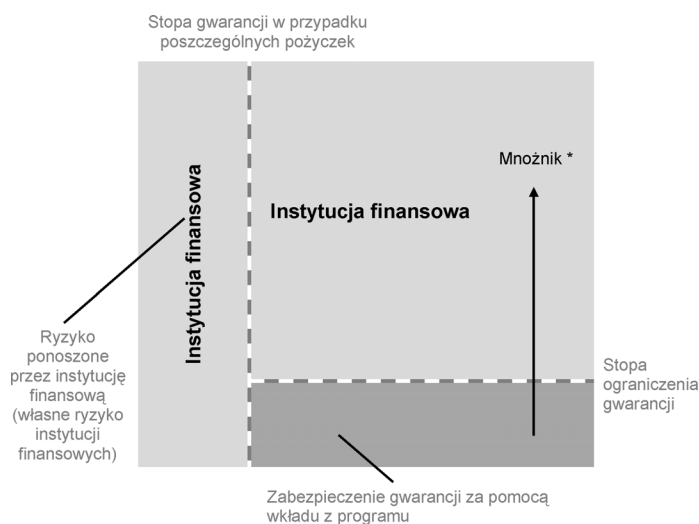 Stopa gwarancji w przypadku
poszczególnych pożyczek
Mnożnik *
Instytucja finansowa
Instytucja finansowa
Ryzyko
ponoszone
przez instytucję
finansową
(własne ryzyko
instytucji
finansowych)
Stopa
ograniczenia
gwarancji
Zabezpieczenie gwarancji za pomocą
wkładu z programu